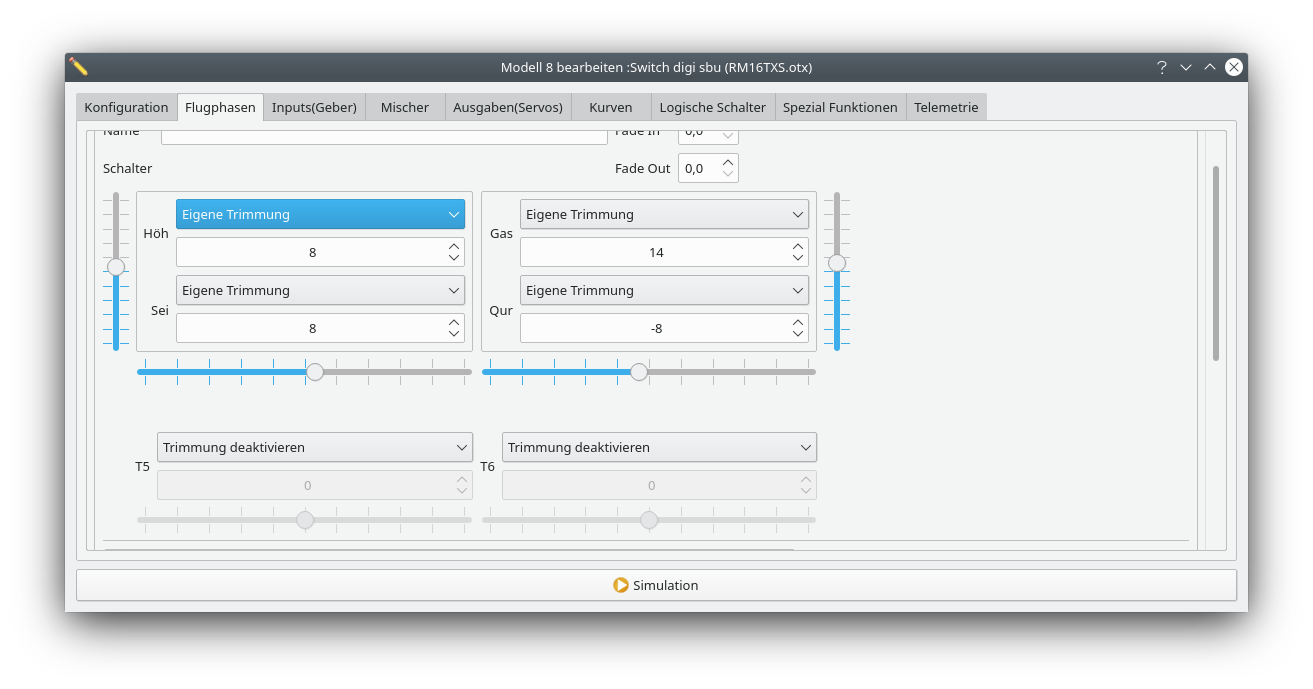 Modell 8 bearbeiten :Switch digi sbu (RM16TXS.otx)
Konfiguration Flugphasen Inputs(Geber) Mischer Ausgaben(Servos) Kurven Logische Schalter Spezial Funktionen Telemetrie
Name Fade In 0,0
Schalter Fade Out 0,0
Eigene Trimmung Eigene Trimmung
Höh Gas
8 14
Eigene Trimmung Eigene Trimmung
Sei Qur
8 -8
Trimmung deaktivieren Trimmung deaktivieren
T5 T6
0 0
Simulation